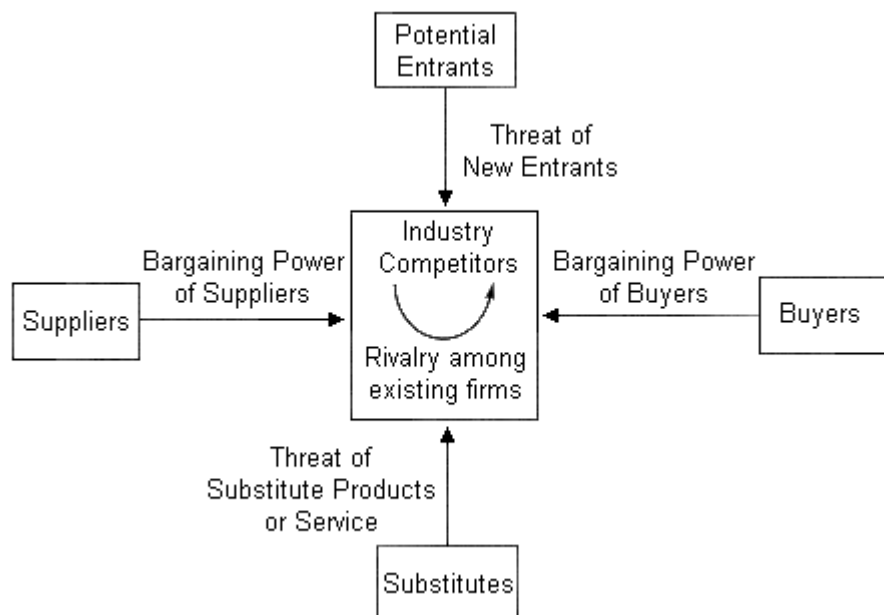 Potential
Entrants
Threat of
New Entrants
Industry
Competitors
Bargaining Power
of Suppliers
Bargaining Power
of Buyers
Suppliers
Buyers
Rivalry among
existing firms
Threat of
Substitute Products
or Service
Substitutes